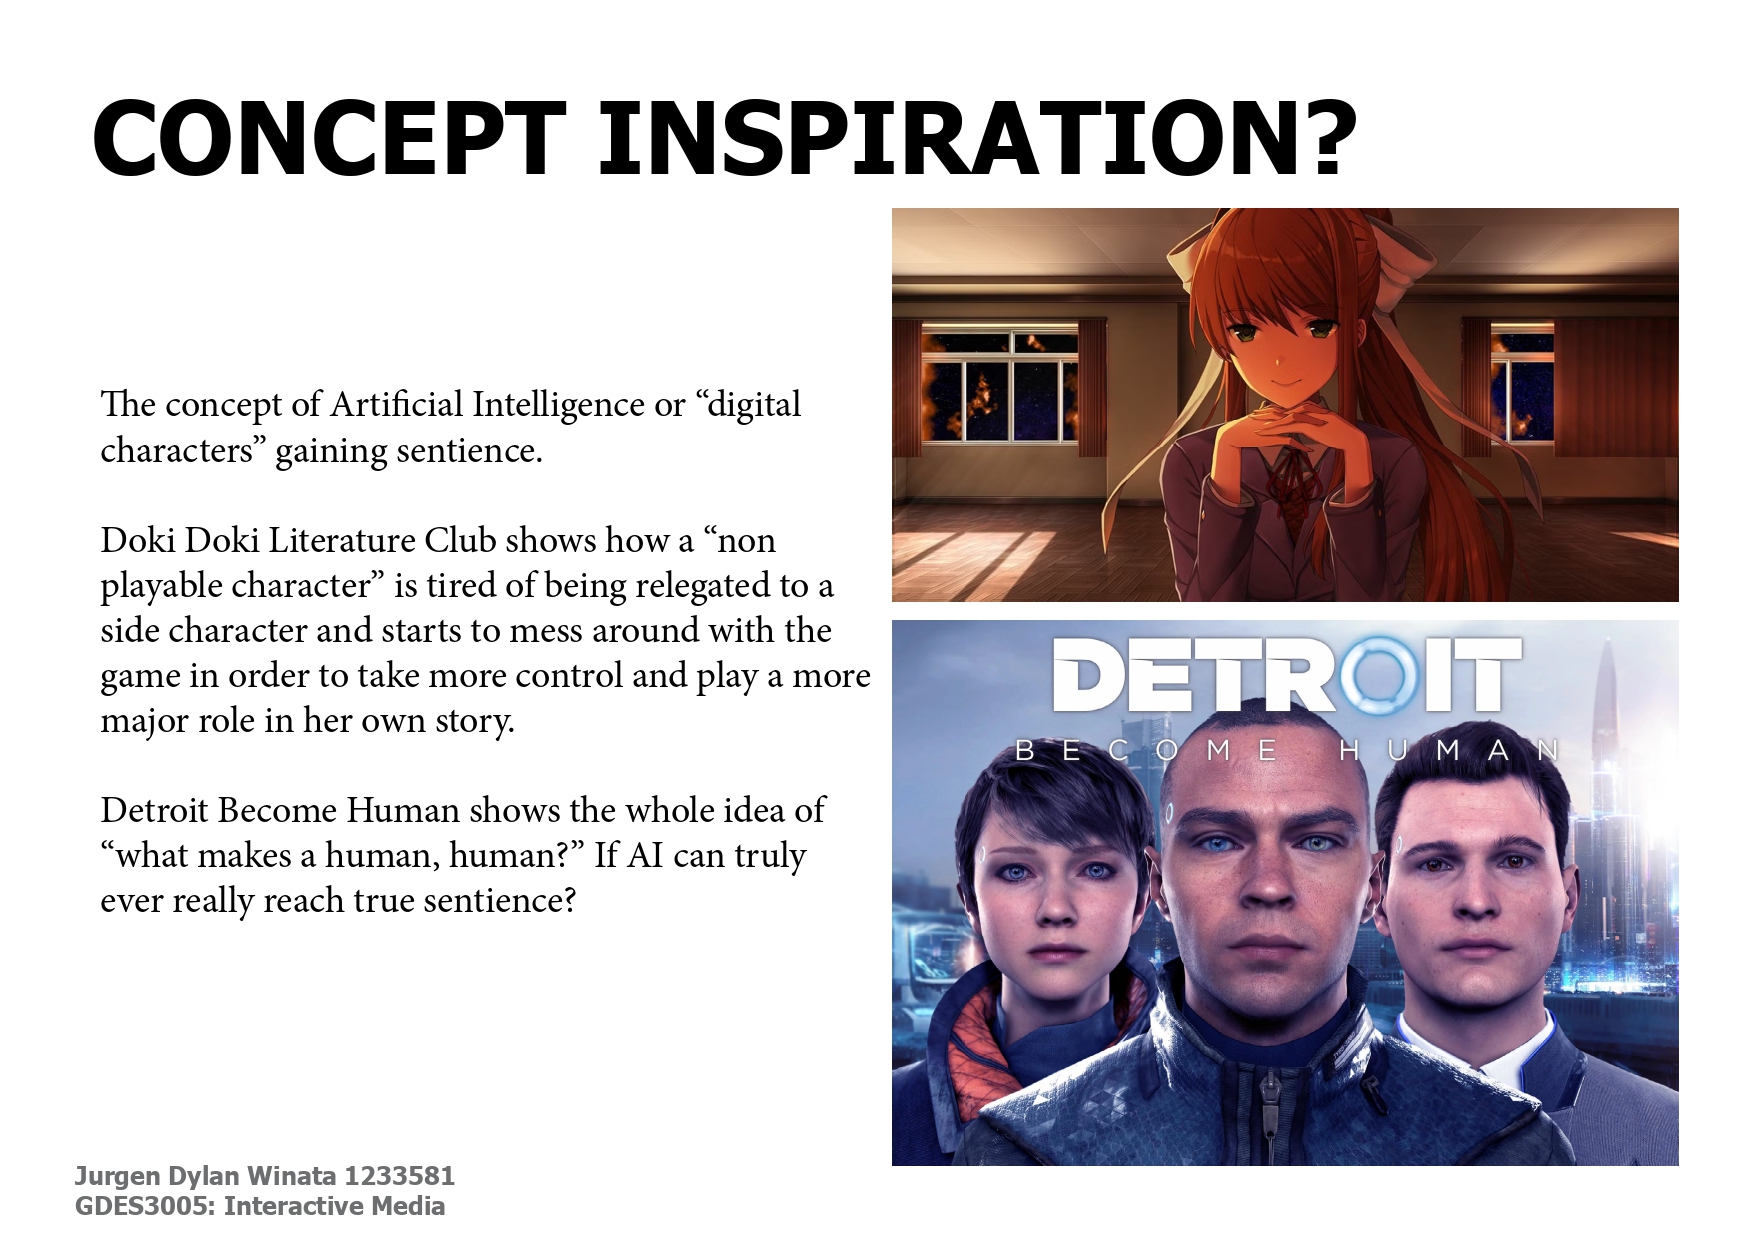 CONCEPT INSPIRATION?
The concept of Artificial Intelligence or “digital
characters” gaining sentience.
Doki Doki Literature Club shows how a “non
playable character” is tired of being relegated to a
side character and starts to mess around with the
game in order to take more control and play a more
major role in her own story.
Detroit Become Human shows the whole idea of
“what makes a human, human?” If AI can truly
ever really reach true sentience?
DETROIT
BECOME HUMAN
Jurgen Dylan Winata 1233581
GDES3005: Interactive Media